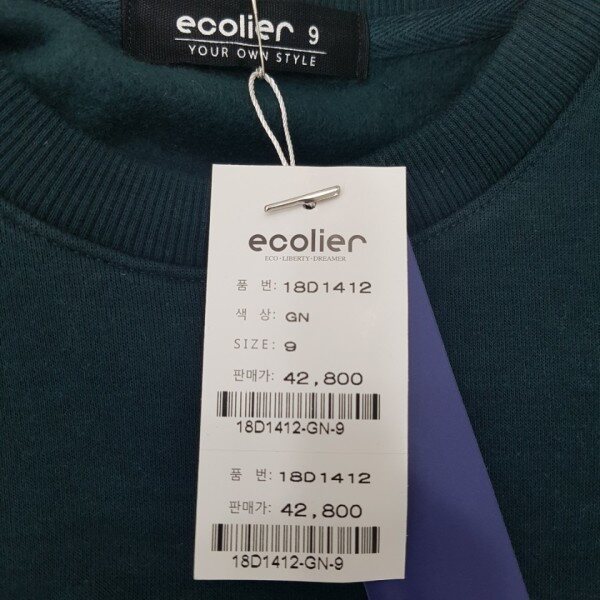 ecolier 9
YOUR OWN STYLE
ecolier
ECO · LIBERTY · DREAMER
품 번: 18D1412
색 상: GN
SIZE: 9
판매가: 42,800
18D1412-GN-9
품 번: 18D1412
판매가: 42,800
18D1412-GN-9